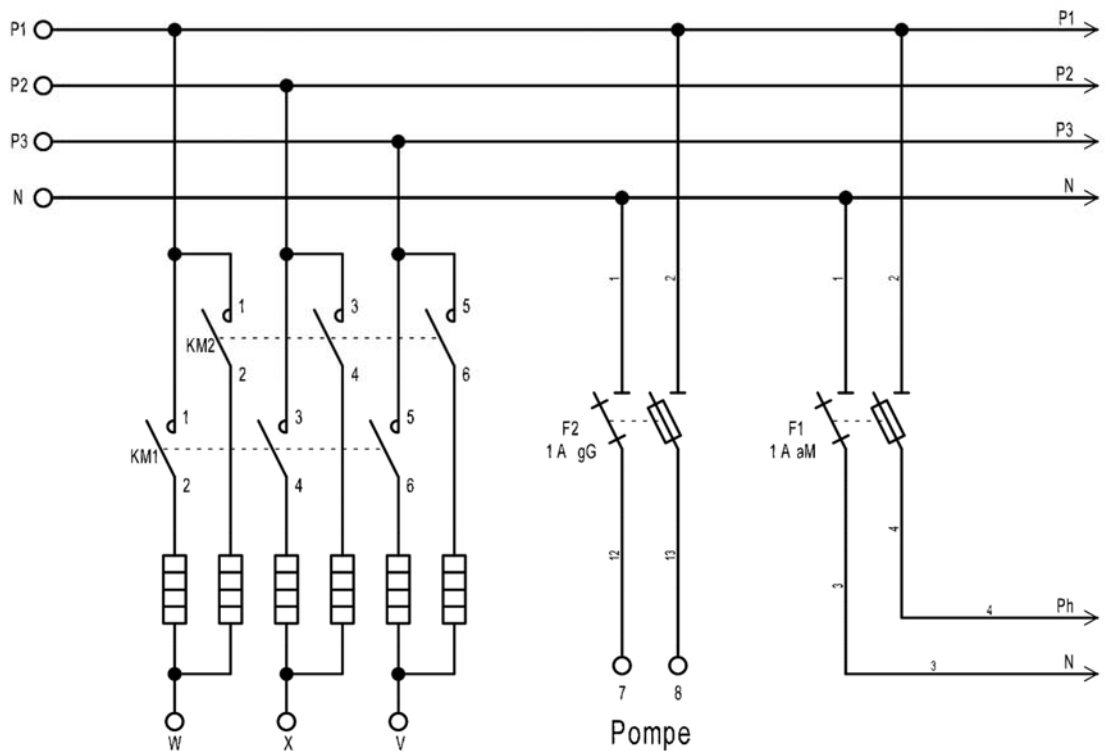 P1 P1
P2 P2
P3 P3
N N
1 2 1 2
1 3 5
KM2
2 4 6
1 3 5
F2 F1
1 A gG 1 A aM
KM1
2 4 6
12 13 3 4
4 Ph
3 N
7 8
W X V
Pompe